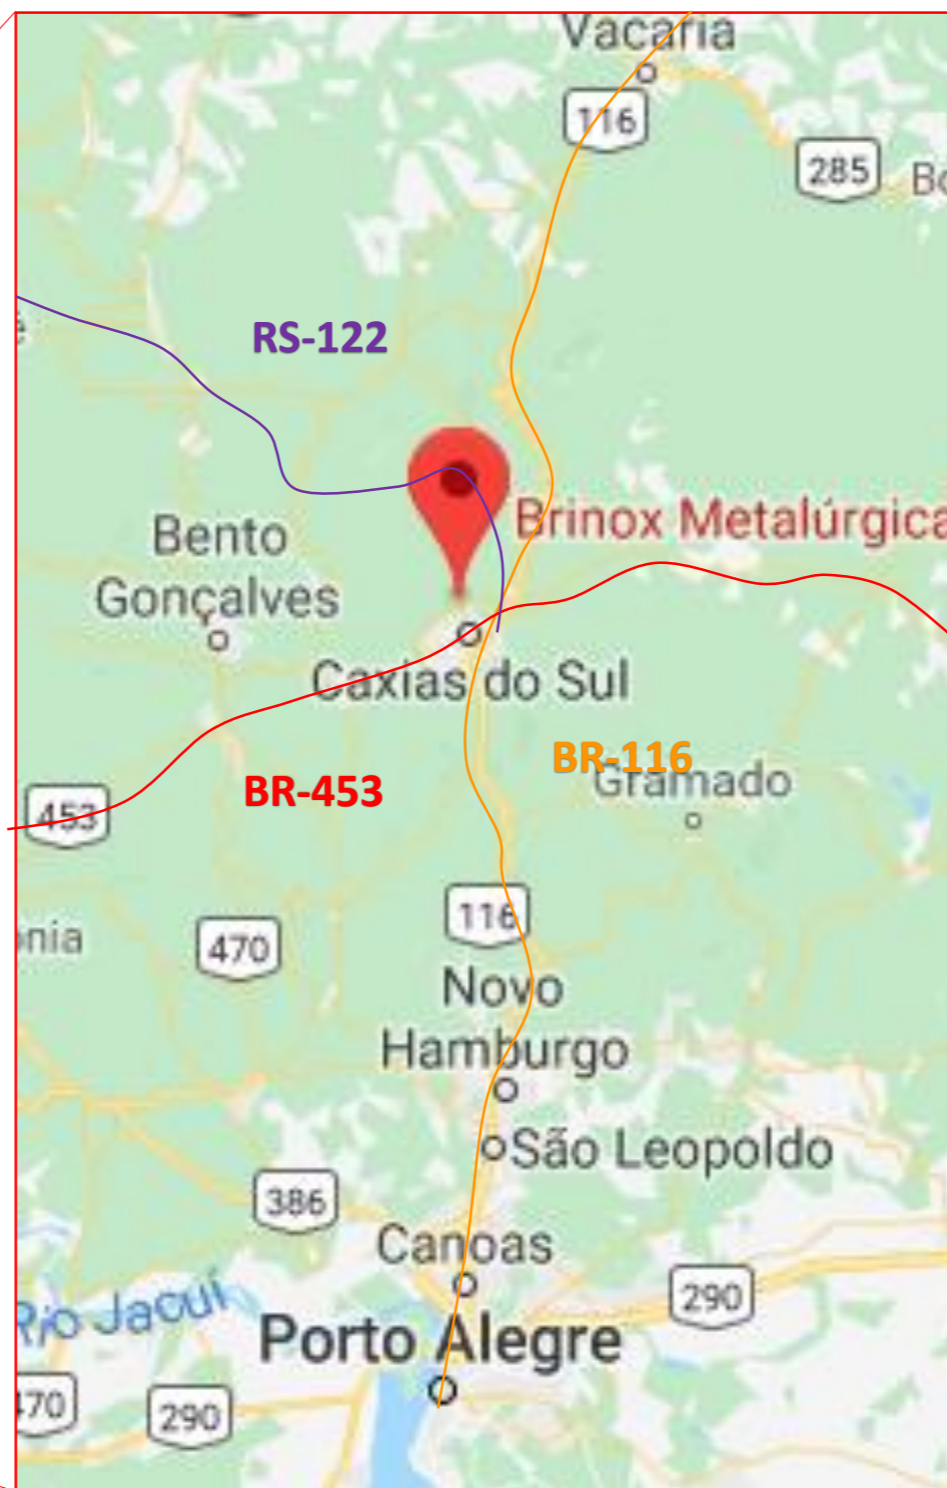 Vacaria
116
285
RS-122
Brinox Metalúrgica
Bento
Gonçalves
Caxias do Sul
BR-116
Gramado
BR-453
453
116
470
Novo
Hamburgo
São Leopoldo
386
Canoas
290
Rio Jacuí
Porto Alegre
290